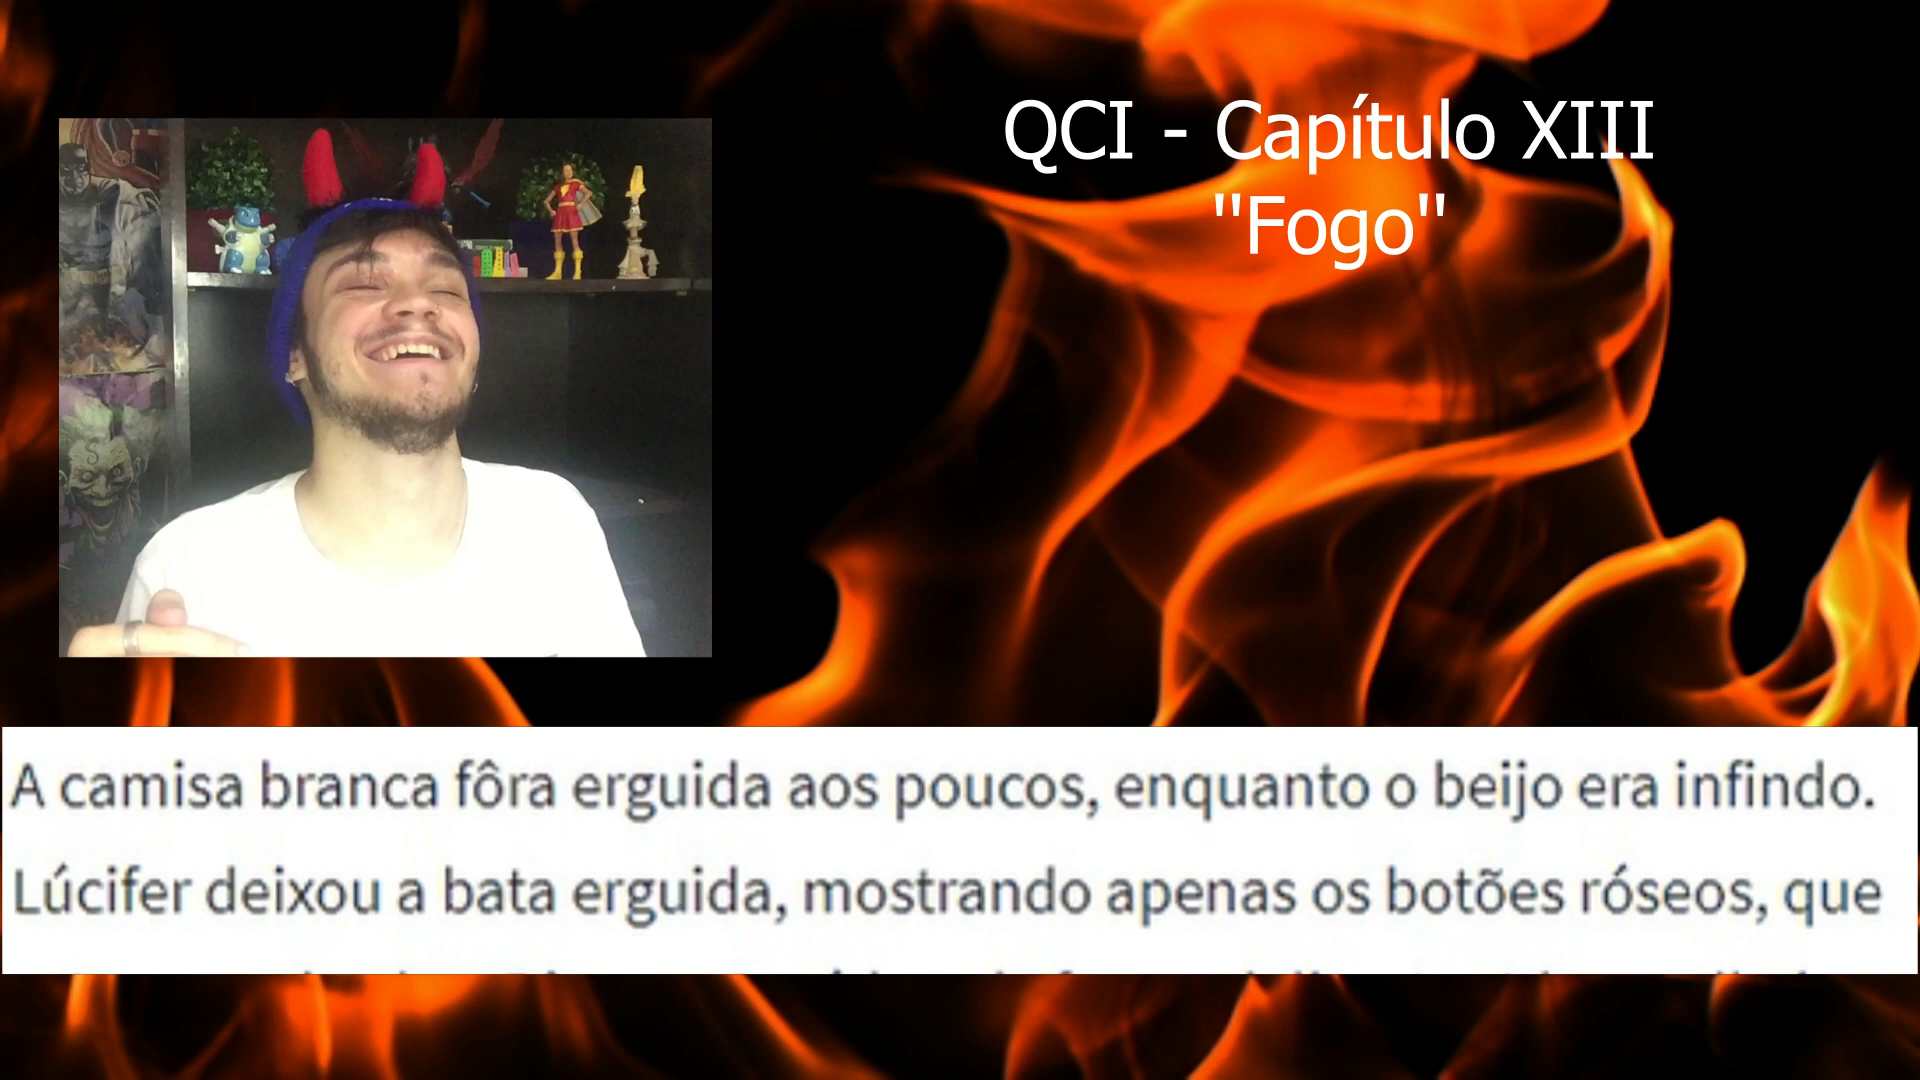 QCI - Capítulo XIII
"Fogo"
A camisa branca fôra erguida aos poucos, enquanto o beijo era infindo.
Lúcifer deixou a bata erguida, mostrando apenas os botões róseos, que